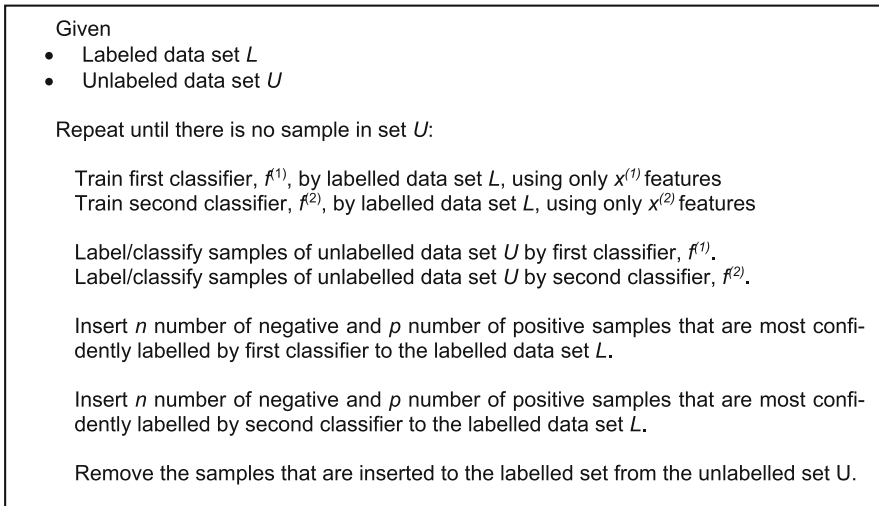 Given
• Labeled data set L
• Unlabeled data set U
Repeat until there is no sample in set U:
Train first classifier, f(1), by labelled data set L, using only x(1) features
Train second classifier, f(2), by labelled data set L, using only x(2) features
Label/classify samples of unlabelled data set U by first classifier, f(1).
Label/classify samples of unlabelled data set U by second classifier, f(2).
Insert n number of negative and p number of positive samples that are most confi-
dently labelled by first classifier to the labelled data set L.
Insert n number of negative and p number of positive samples that are most confi-
dently labelled by second classifier to the labelled data set L.
Remove the samples that are inserted to the labelled set from the unlabelled set U.